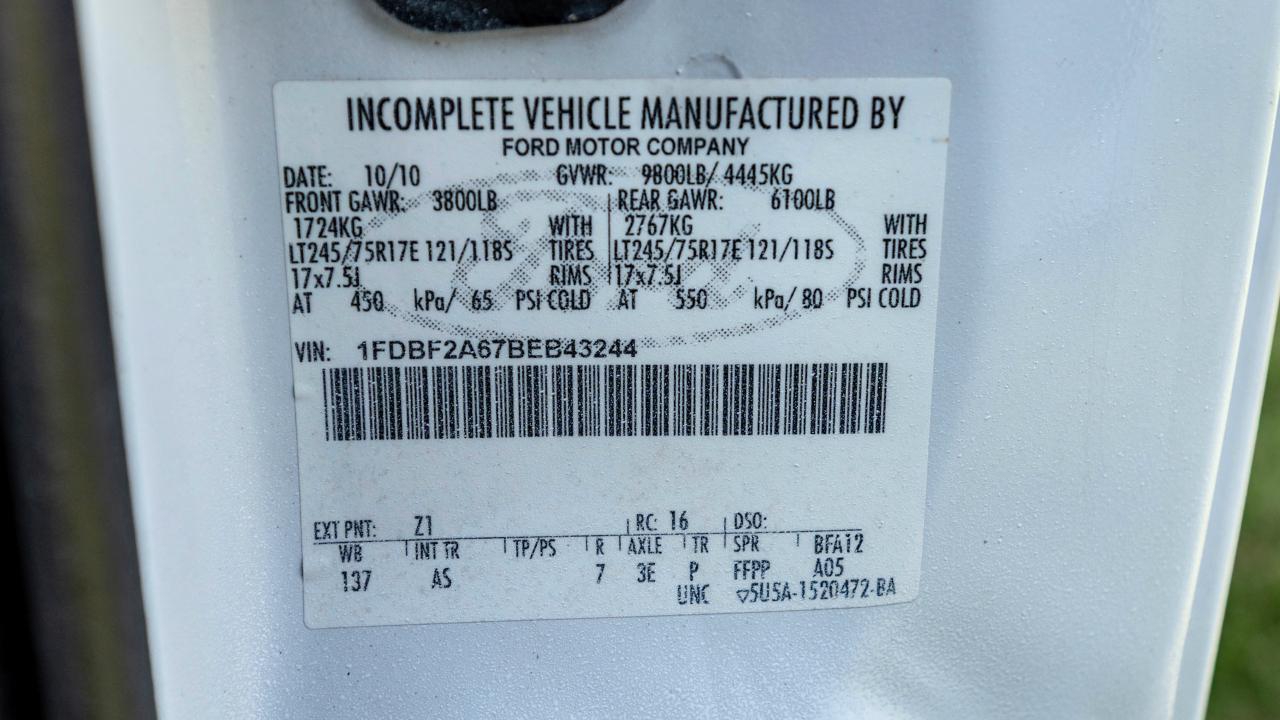 INCOMPLETE VEHICLE MANUFACTURED BY
FORD MOTOR COMPANY
DATE: 10/10 GVWR: 9800LB/ 4445KG
FRONT GAWR: 3800LB REAR GAWR: 6100LB
1724KG WITH 2767KG WITH
LT245/75R17E 121/118S TIRES LT245/75R17E 121/118S TIRES
17x7.5J RIMS 17x7.5J RIMS
AT 450 kPa/ 65 PSI COLD AT 550 kPa/ 80 PSI COLD
VIN: 1FDBF2A67BEB43244
EXT PNT: Z1 RC: 16 DSO:
WB INT TR TP/PS R AXLE TR SPR BFA12
137 AS 7 3E P FFPP A05
UNC ▽5U5A-1520472-BA